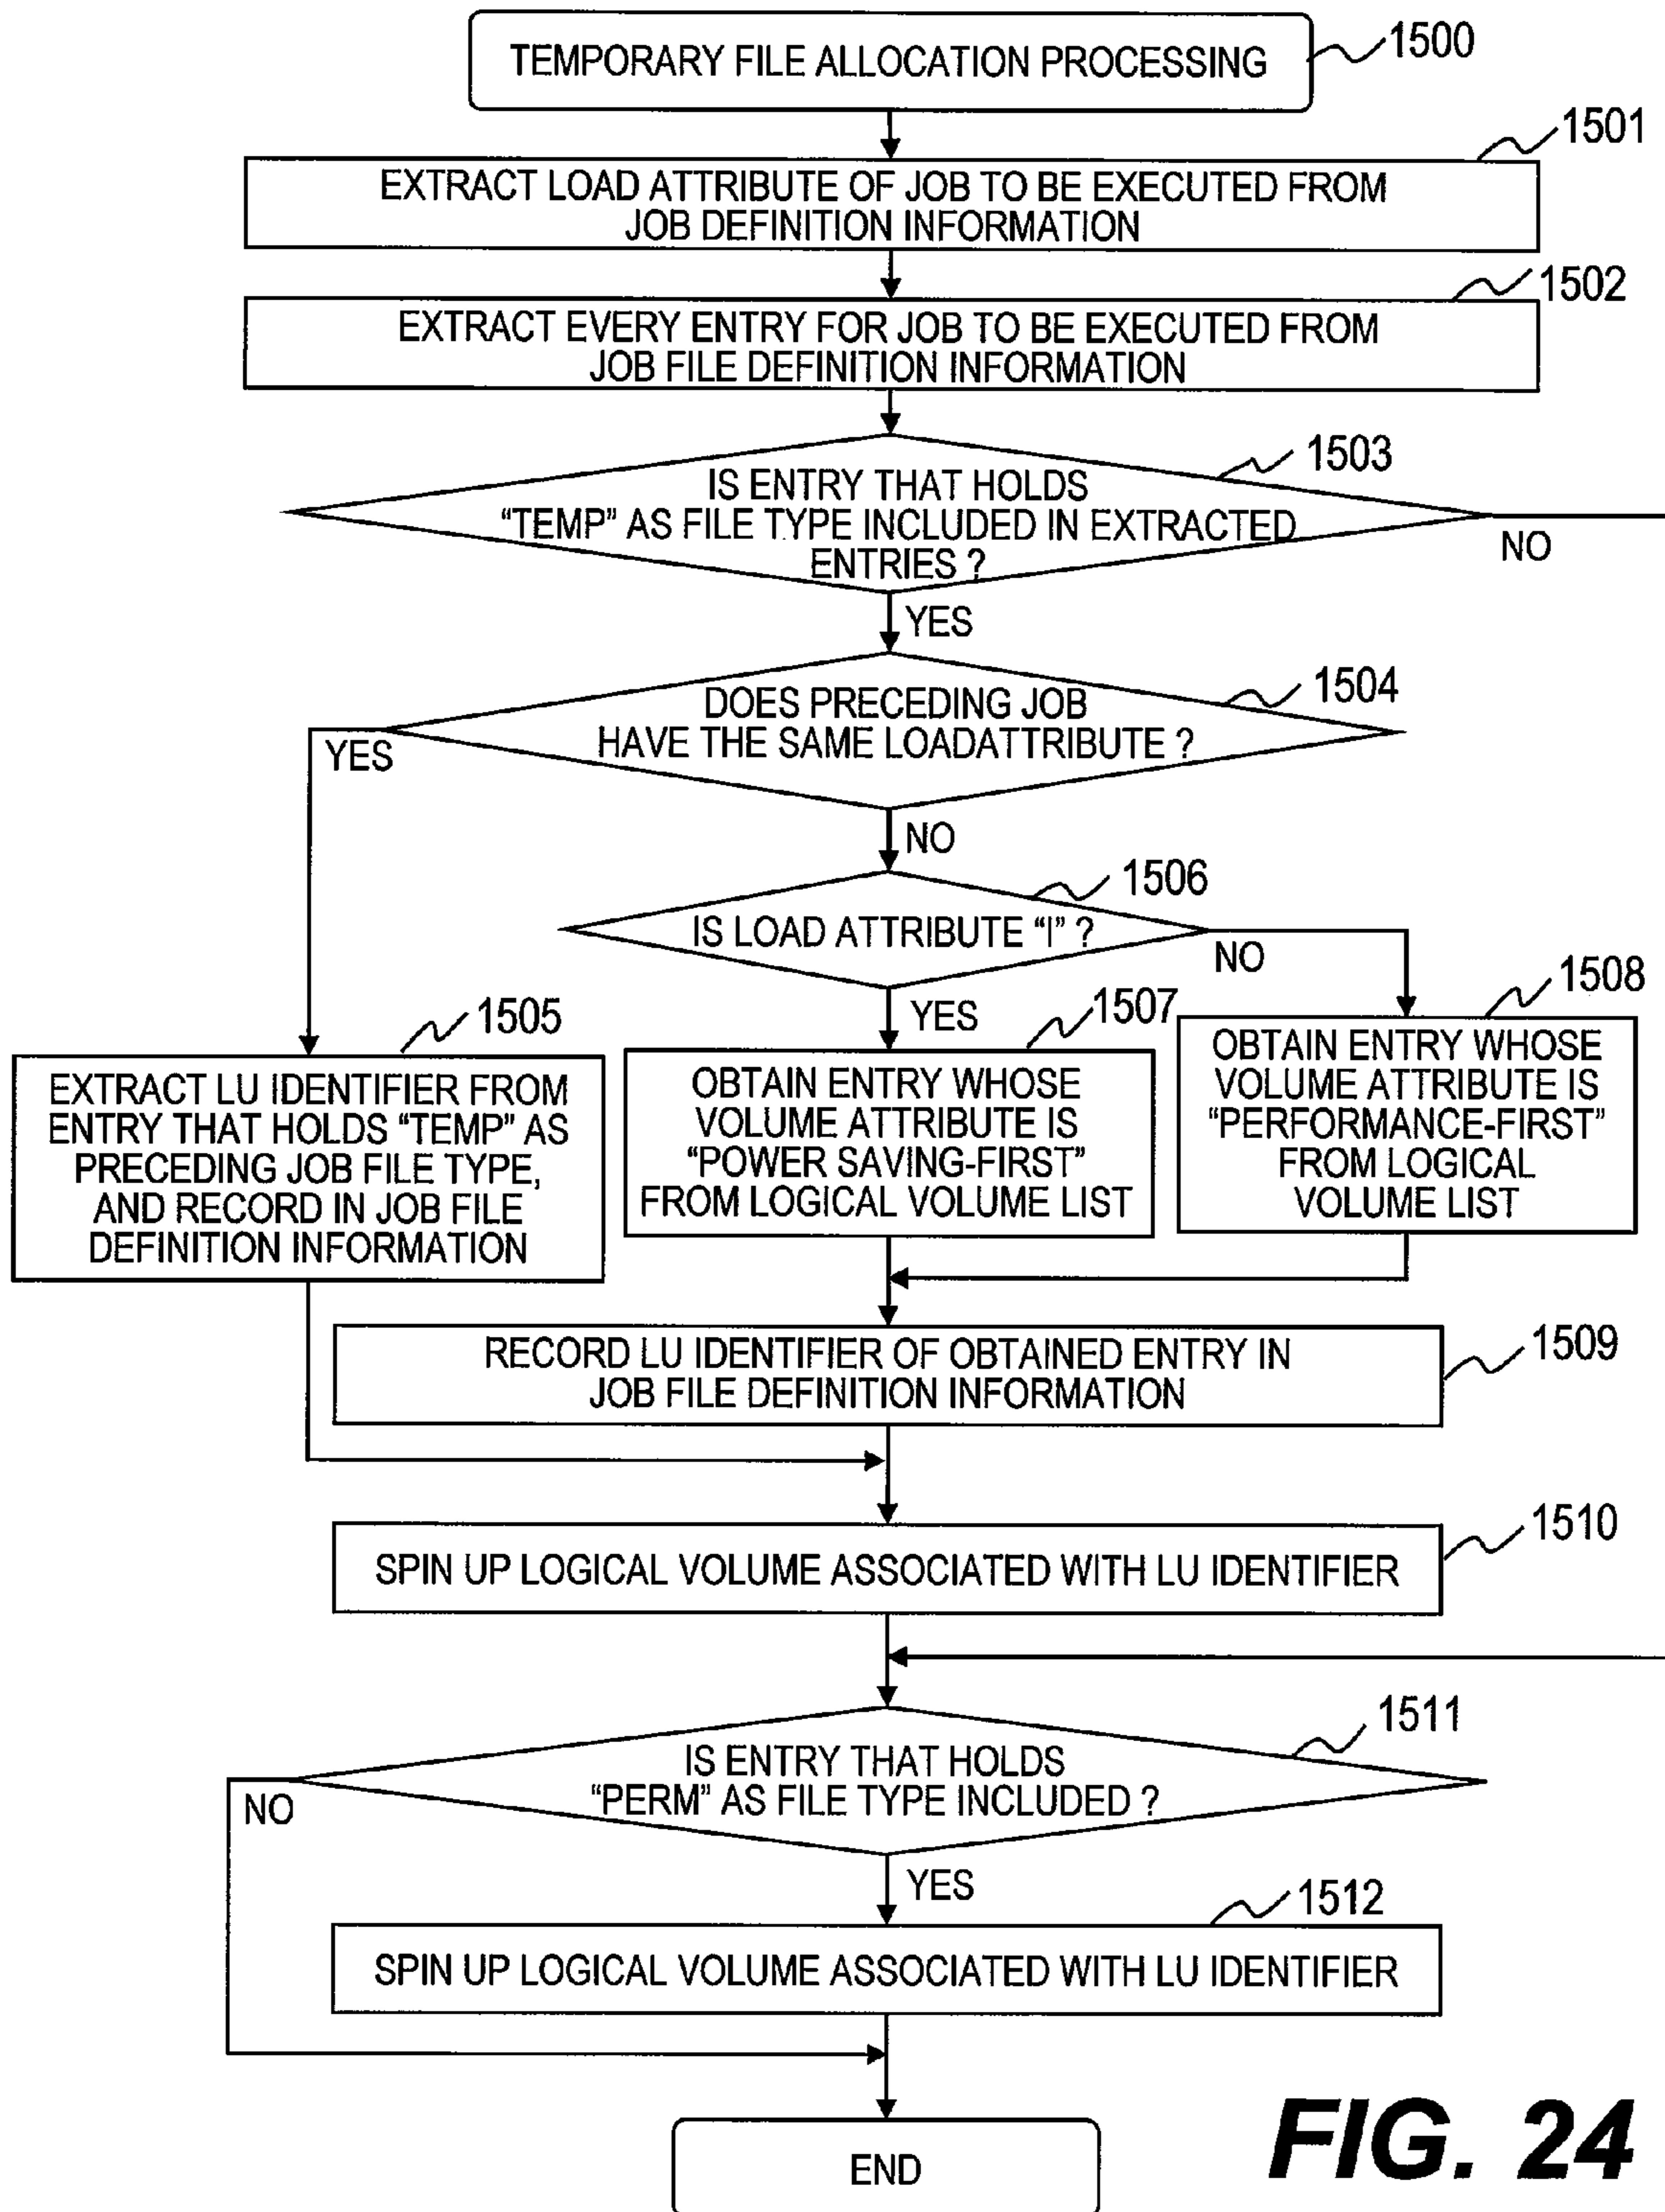 TEMPORARY FILE ALLOCATION PROCESSING
1500
1501
EXTRACT LOAD ATTRIBUTE OF JOB TO BE EXECUTED FROM
JOB DEFINITION INFORMATION
1502
EXTRACT EVERY ENTRY FOR JOB TO BE EXECUTED FROM
JOB FILE DEFINITION INFORMATION
1503
IS ENTRY THAT HOLDS
“TEMP” AS FILE TYPE INCLUDED IN EXTRACTED
ENTRIES ?
NO
YES
1504
DOES PRECEDING JOB
HAVE THE SAME LOADATTRIBUTE ?
YES
NO
1506
IS LOAD ATTRIBUTE “I” ?
NO
YES
1505
EXTRACT LU IDENTIFIER FROM
ENTRY THAT HOLDS “TEMP” AS
PRECEDING JOB FILE TYPE,
AND RECORD IN JOB FILE
DEFINITION INFORMATION
1507
OBTAIN ENTRY WHOSE
VOLUME ATTRIBUTE IS
“POWER SAVING-FIRST”
FROM LOGICAL VOLUME LIST
1508
OBTAIN ENTRY WHOSE
VOLUME ATTRIBUTE IS
“PERFORMANCE-FIRST”
FROM LOGICAL
VOLUME LIST
RECORD LU IDENTIFIER OF OBTAINED ENTRY IN
JOB FILE DEFINITION INFORMATION
1509
1510
SPIN UP LOGICAL VOLUME ASSOCIATED WITH LU IDENTIFIER
1511
IS ENTRY THAT HOLDS
“PERM” AS FILE TYPE INCLUDED ?
NO
YES
1512
SPIN UP LOGICAL VOLUME ASSOCIATED WITH LU IDENTIFIER
END
FIG. 24